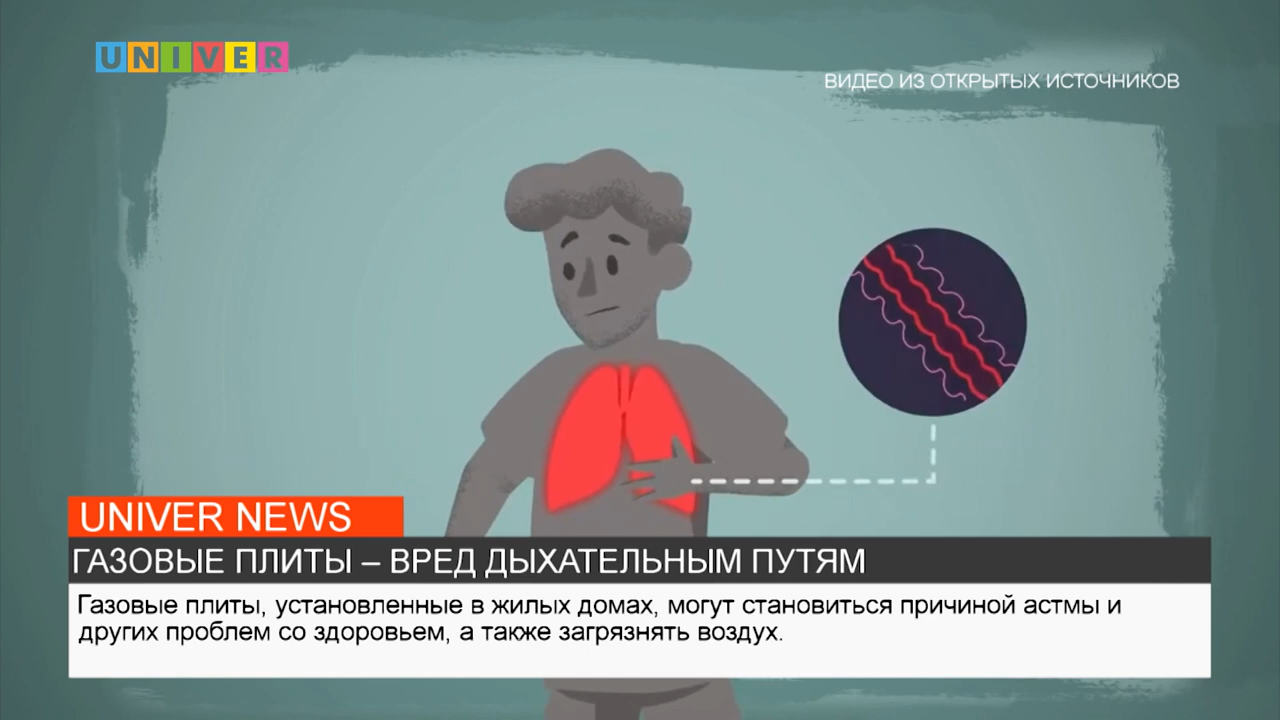 UNIVER
ВИДЕО ИЗ ОТКРЫТЫХ ИСТОЧНИКОВ
UNIVER NEWS
ГАЗОВЫЕ ПЛИТЫ – ВРЕД ДЫХАТЕЛЬНЫМ ПУТЯМ
Газовые плиты, установленные в жилых домах, могут становиться причиной астмы и
других проблем со здоровьем, а также загрязнять воздух.